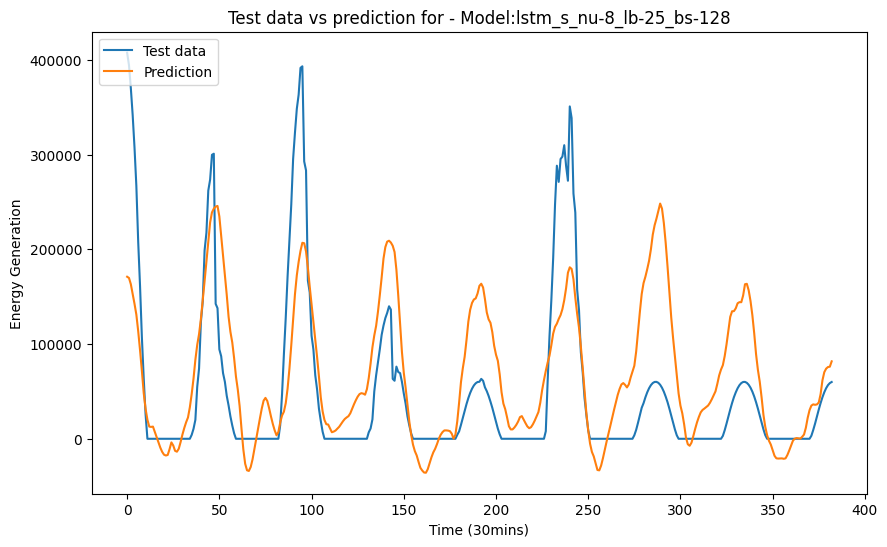 Test data vs prediction for - Model:lstm_s_nu-8_lb-25_bs-128
Test data
Prediction
Energy Generation
400000
300000
200000
100000
0
0 50 100 150 200 250 300 350 400
Time (30mins)